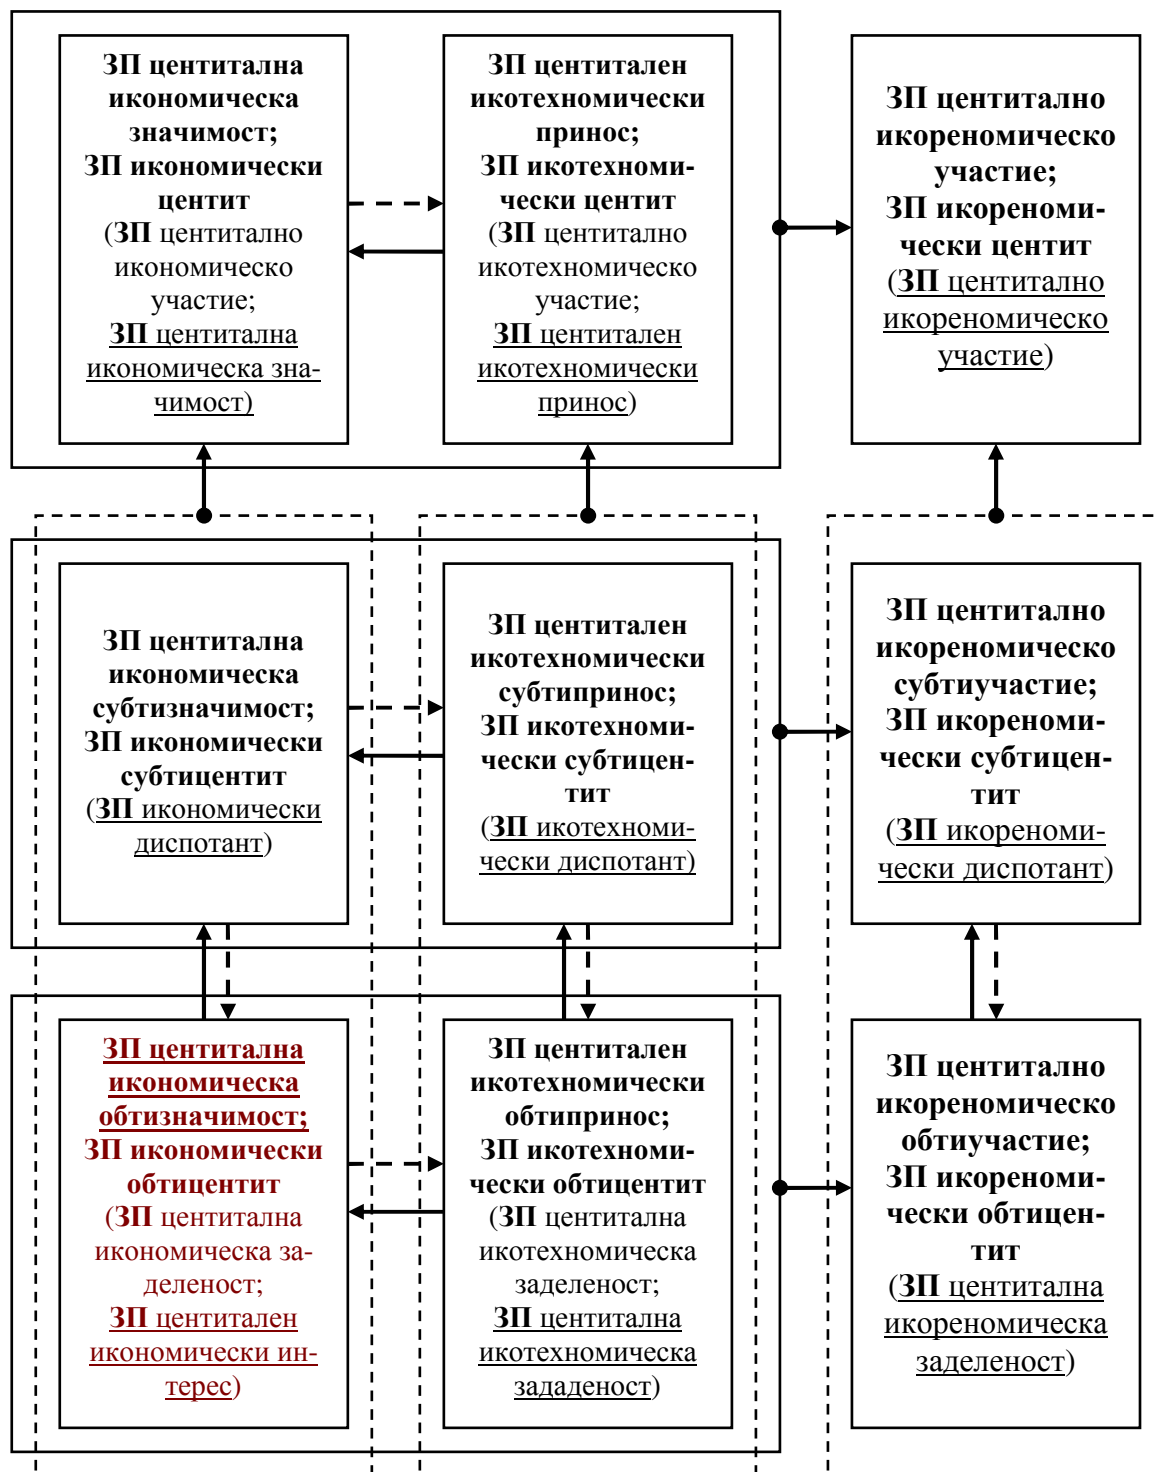 ЗП центитална
икономическа
значимост;
ЗП икономически
центит
(ЗП центитално
икономическо
участие;
ЗП центитална
икономическа зна-
чимост)
ЗП центитален
икотехномически
принос;
ЗП икотехноми-
чески центит
(ЗП центитално
икотехномическо
участие;
ЗП центитален
икотехномически
принос)
ЗП центитално
икореномическо
участие;
ЗП икореноми-
чески центит
(ЗП центитално
икореномическо
участие)
ЗП центитална
икономическа
субтизначимост;
ЗП икономически
субтицентит
(ЗП икономически
диспотант)
ЗП центитален
икотехномически
субтипринос;
ЗП икотехноми-
чески субтицен-
тит
(ЗП икотехноми-
чески диспотант)
ЗП центитално
икореномическо
субтиучастие;
ЗП икореноми-
чески субтицен-
тит
(ЗП икореноми-
чески диспотант)
ЗП центитална
икономическа
обтизначимост;
ЗП икономически
обтицентит
(ЗП центитална
икономическа за-
деленост;
ЗП центитален
икономически ин-
терес)
ЗП центитален
икотехномически
обтипринос;
ЗП икотехноми-
чески обтицентит
(ЗП центитална
икотехномическа
заделеност;
ЗП центитална
икотехномическа
зададеност)
ЗП центитално
икореномическо
обтиучастие;
ЗП икореноми-
чески обтицен-
тит
(ЗП центитална
икореномическа
заделеност)